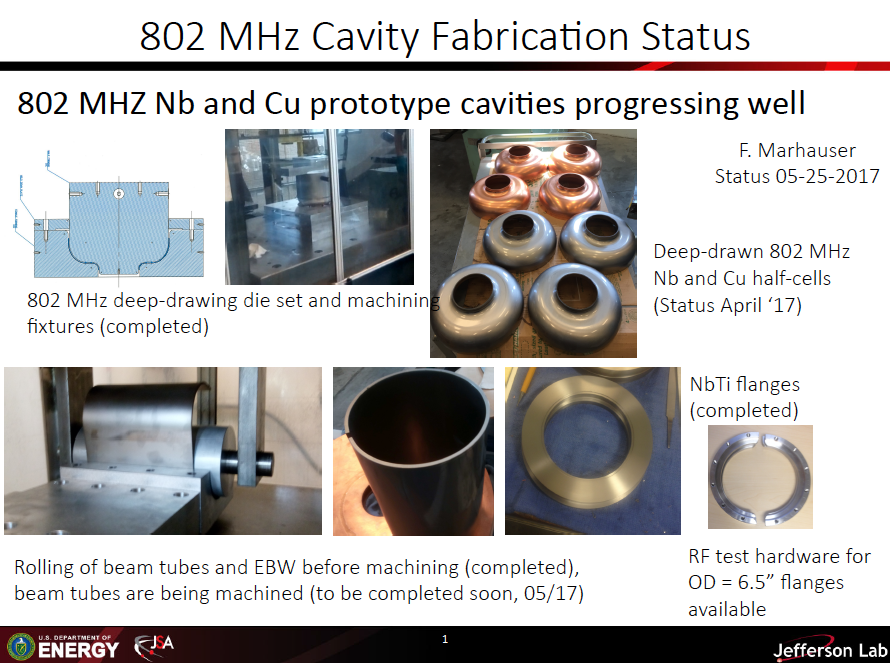 802 MHz Cavity Fabrication Status
802 MHZ Nb and Cu prototype cavities progressing well
F. Marhauser
Status 05-25-2017
Deep-drawn 802 MHz
Nb and Cu half-cells
(Status April ‘17)
802 MHz deep-drawing die set and machining
fixtures (completed)
NbTi flanges
(completed)
Rolling of beam tubes and EBW before machining (completed),
beam tubes are being machined (to be completed soon, 05/17)
RF test hardware for
OD = 6.5” flanges
available
U.S. DEPARTMENT OF
ENERGY
JSA
1
Jefferson Lab